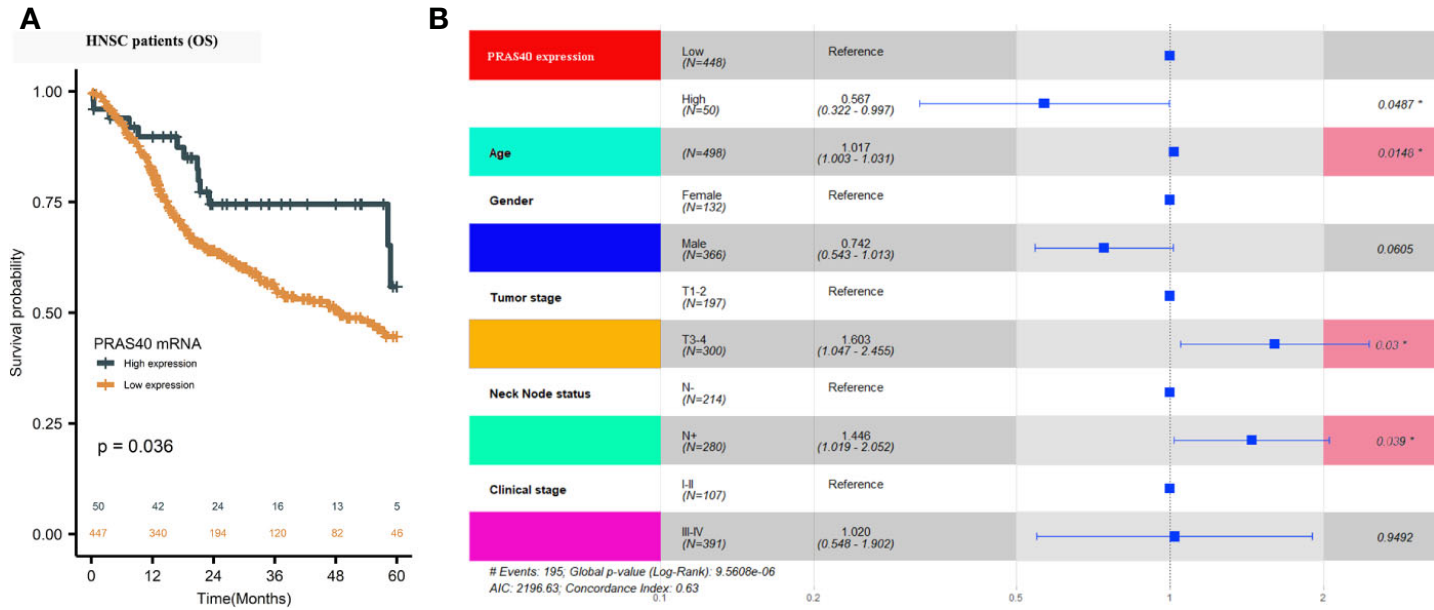 A
HNSC patients (OS)
1.00
0.75
0.50
0.25
0.00
Survival probability
PRAS40 mRNA
High expression
Low expression
p = 0.036
50 42 24 16 13 5
447 340 194 120 82 46
0 12 24 36 48 60
Time(Months)
B
PRAS40 expression Low Reference
(N=448)
High 0.567
(N=50) (0.322 - 0.997) 0.0487 *
Age (N=498) 1.017 0.0148 *
(1.003 - 1.031)
Gender Female Reference
(N=132)
Male 0.742 0.0605
(N=366) (0.543 - 1.013)
Tumor stage T1-2 Reference
(N=197)
T3-4 1.603 0.03 *
(N=300) (1.047 - 2.455)
Neck Node status N- Reference
(N=214)
N+ 1.446 0.039 *
(N=280) (1.019 - 2.052)
Clinical stage I-II Reference
(N=107)
III-IV 1.020 0.9492
(N=391) (0.548 - 1.902)
# Events: 195; Global p-value (Log-Rank): 9.5608e-06
AIC: 2196.63; Concordance Index: 0.63
0.1 0.2 0.5 1 2